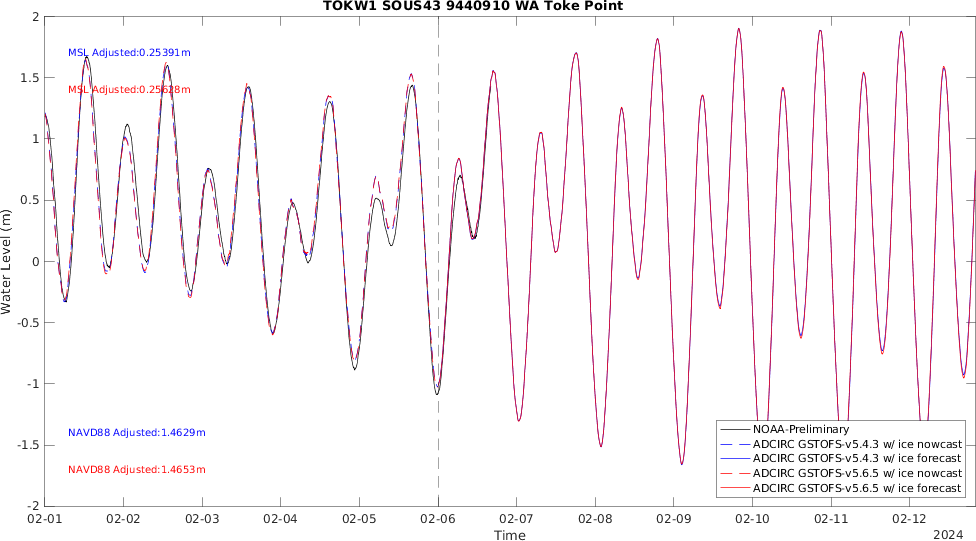 TOKW1 SOUS43 9440910 WA Toke Point
2
1.5
1
0.5
0
-0.5
-1
-1.5
-2
Water Level (m)
MSL Adjusted:0.25391m
MSL Adjusted:0.25628m
NAVD88 Adjusted:1.4629m
NAVD88 Adjusted:1.4653m
NOAA-Preliminary
ADCIRC GSTOFS-v5.4.3 w/ ice nowcast
ADCIRC GSTOFS-v5.4.3 w/ ice forecast
ADCIRC GSTOFS-v5.6.5 w/ ice nowcast
ADCIRC GSTOFS-v5.6.5 w/ ice forecast
02-01 02-02 02-03 02-04 02-05 02-06 02-07 02-08 02-09 02-10 02-11 02-12
Time
2024